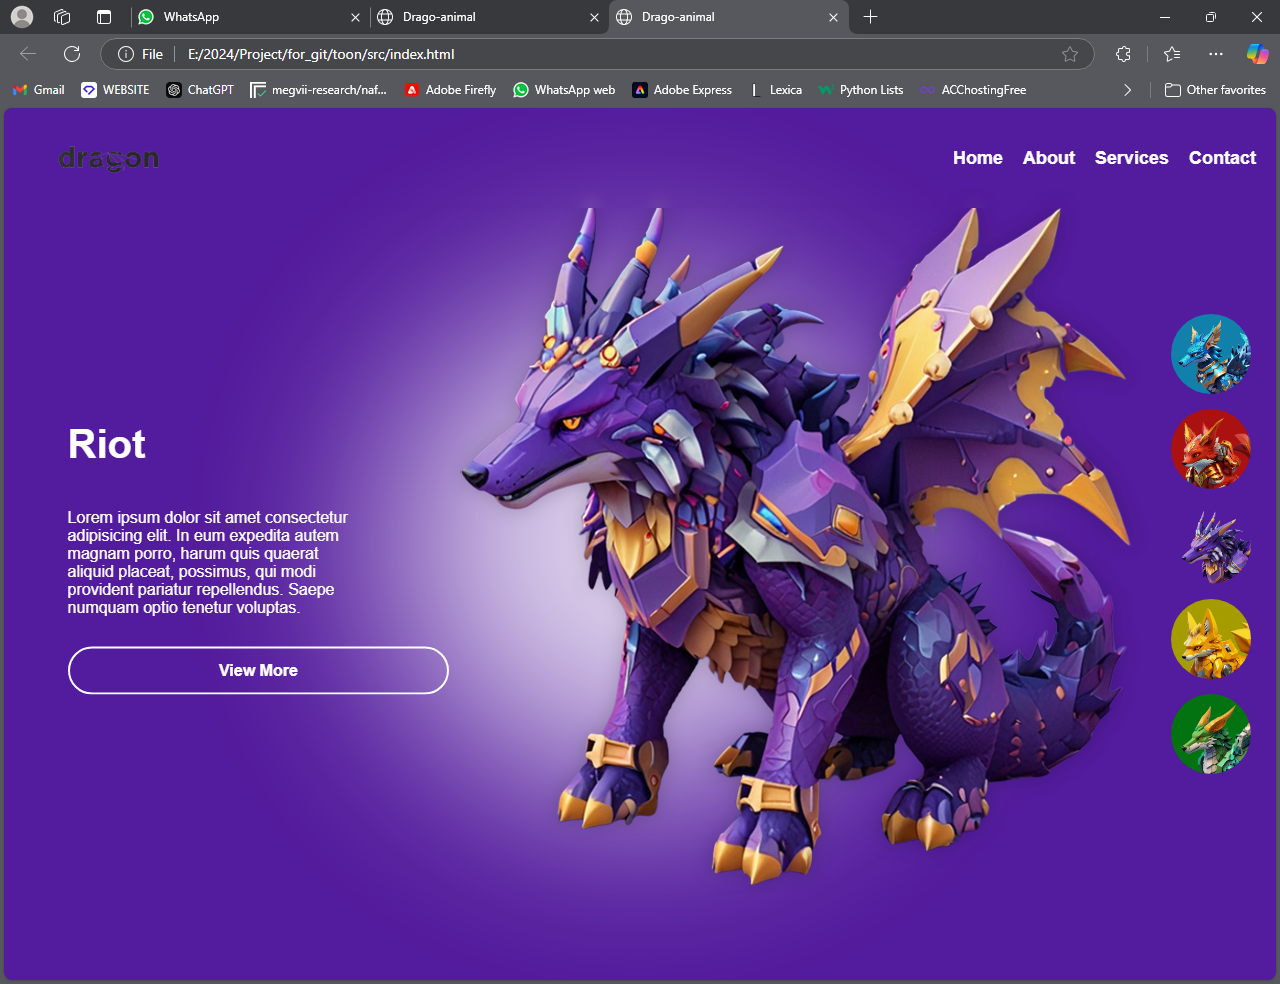 WhatsApp
Drago-animal
Drago-animal
File
E:/2024/Project/for_git/toon/src/index.html
Gmail
WEBSITE
ChatGPT
megvii-research/naf...
Adobe Firefly
WhatsApp web
Adobe Express
L Lexica
Python Lists
ACChostingFree
Other favorites
dragon
Home
About
Services
Contact
Riot
Lorem ipsum dolor sit amet consectetur
adipisicing elit. In eum expedita autem
magnam porro, harum quis quaerat
aliquid placeat, possimus, qui modi
provident pariatur repellendus. Saepe
numquam optio tenetur voluptas.
View More